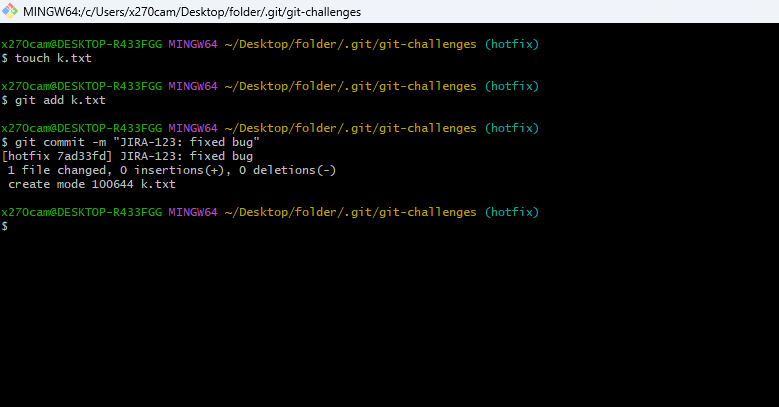 MINGW64:/c/Users/x270cam/Desktop/folder/.git/git-challenges
x270cam@DESKTOP-R433FGG MINGW64 ~/Desktop/folder/.git/git-challenges (hotfix)
$ touch k.txt
x270cam@DESKTOP-R433FGG MINGW64 ~/Desktop/folder/.git/git-challenges (hotfix)
$ git add k.txt
x270cam@DESKTOP-R433FGG MINGW64 ~/Desktop/folder/.git/git-challenges (hotfix)
$ git commit -m "JIRA-123: fixed bug"
[hotfix 7ad33fd] JIRA-123: fixed bug
 1 file changed, 0 insertions(+), 0 deletions(-)
 create mode 100644 k.txt
x270cam@DESKTOP-R433FGG MINGW64 ~/Desktop/folder/.git/git-challenges (hotfix)
$